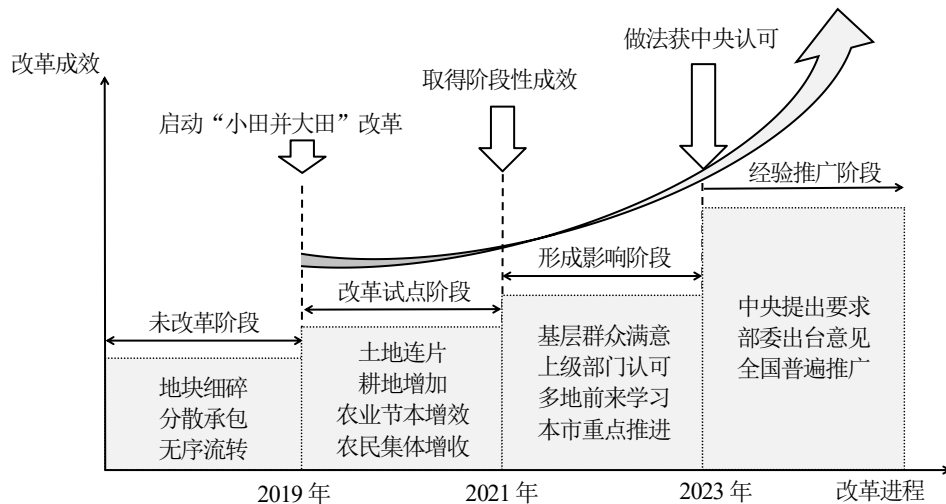 改革成效
启动“小田并大田”改革
取得阶段性成效
做法获中央认可
未改革阶段
改革试点阶段
形成影响阶段
经验推广阶段
地块细碎
分散承包
无序流转
土地连片
耕地增加
农业节本增效
农民集体增收
基层群众满意
上级部门认可
多地前来学习
本市重点推进
中央提出要求
部委出台意见
全国普遍推广
2019 年
2021 年
2023 年
改革进程